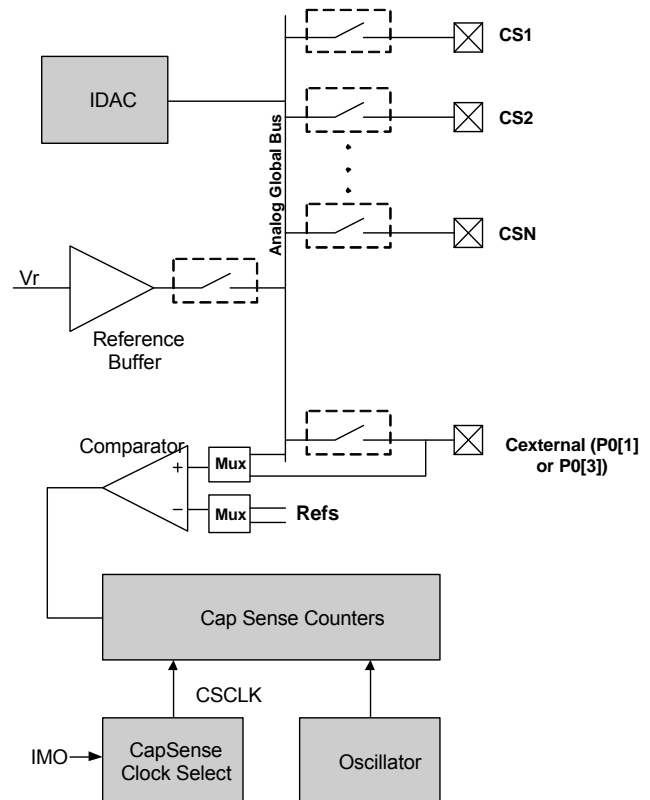 CS1
IDAC
CS2
Analog Global Bus
CSN
Vr
Reference
Buffer
Comparator
Mux
Cexternal (P0[1]
or P0[3])
Mux
Refs
Cap Sense Counters
CSCLK
IMO
CapSense
Clock Select
Oscillator